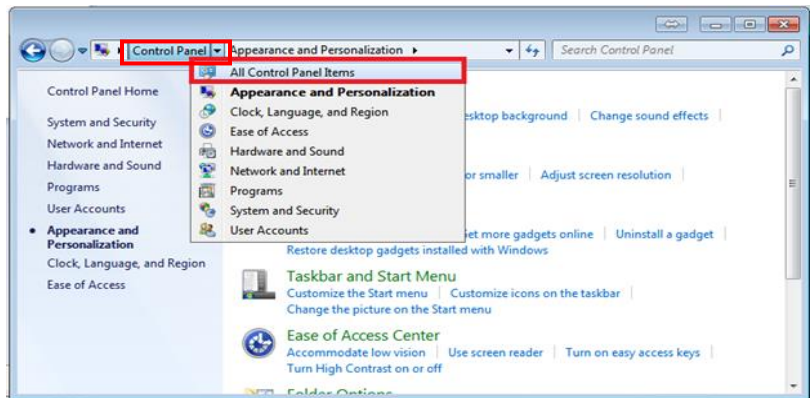 Control Panel Appearance and Personalization Search Control Panel
All Control Panel Items
Appearance and Personalization
Clock, Language, and Region
Ease of Access
Hardware and Sound
Network and Internet
Programs
System and Security
User Accounts
Control Panel Home
System and Security
Network and Internet
Hardware and Sound
Programs
User Accounts
Appearance and
Personalization
Clock, Language, and Region
Ease of Access
background Change sound effects
or smaller Adjust screen resolution
more gadgets online Uninstall a gadget
Restore desktop gadgets installed with Windows
Taskbar and Start Menu
Customize the Start menu Customize icons on the taskbar
Change the picture on the Start menu
Ease of Access Center
Accommodate low vision Use screen reader Turn on easy access keys
Turn High Contrast on or off
Folder Options